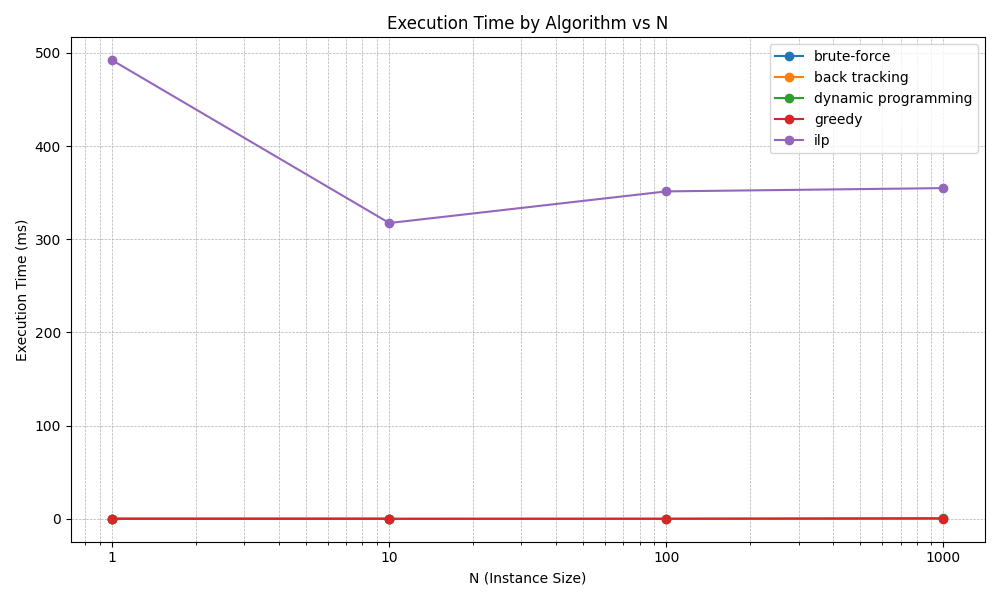 Execution Time by Algorithm vs N
brute-force
back tracking
dynamic programming
greedy
ilp
Execution Time (ms)
500
400
300
200
100
0
1
10
100
1000
N (Instance Size)